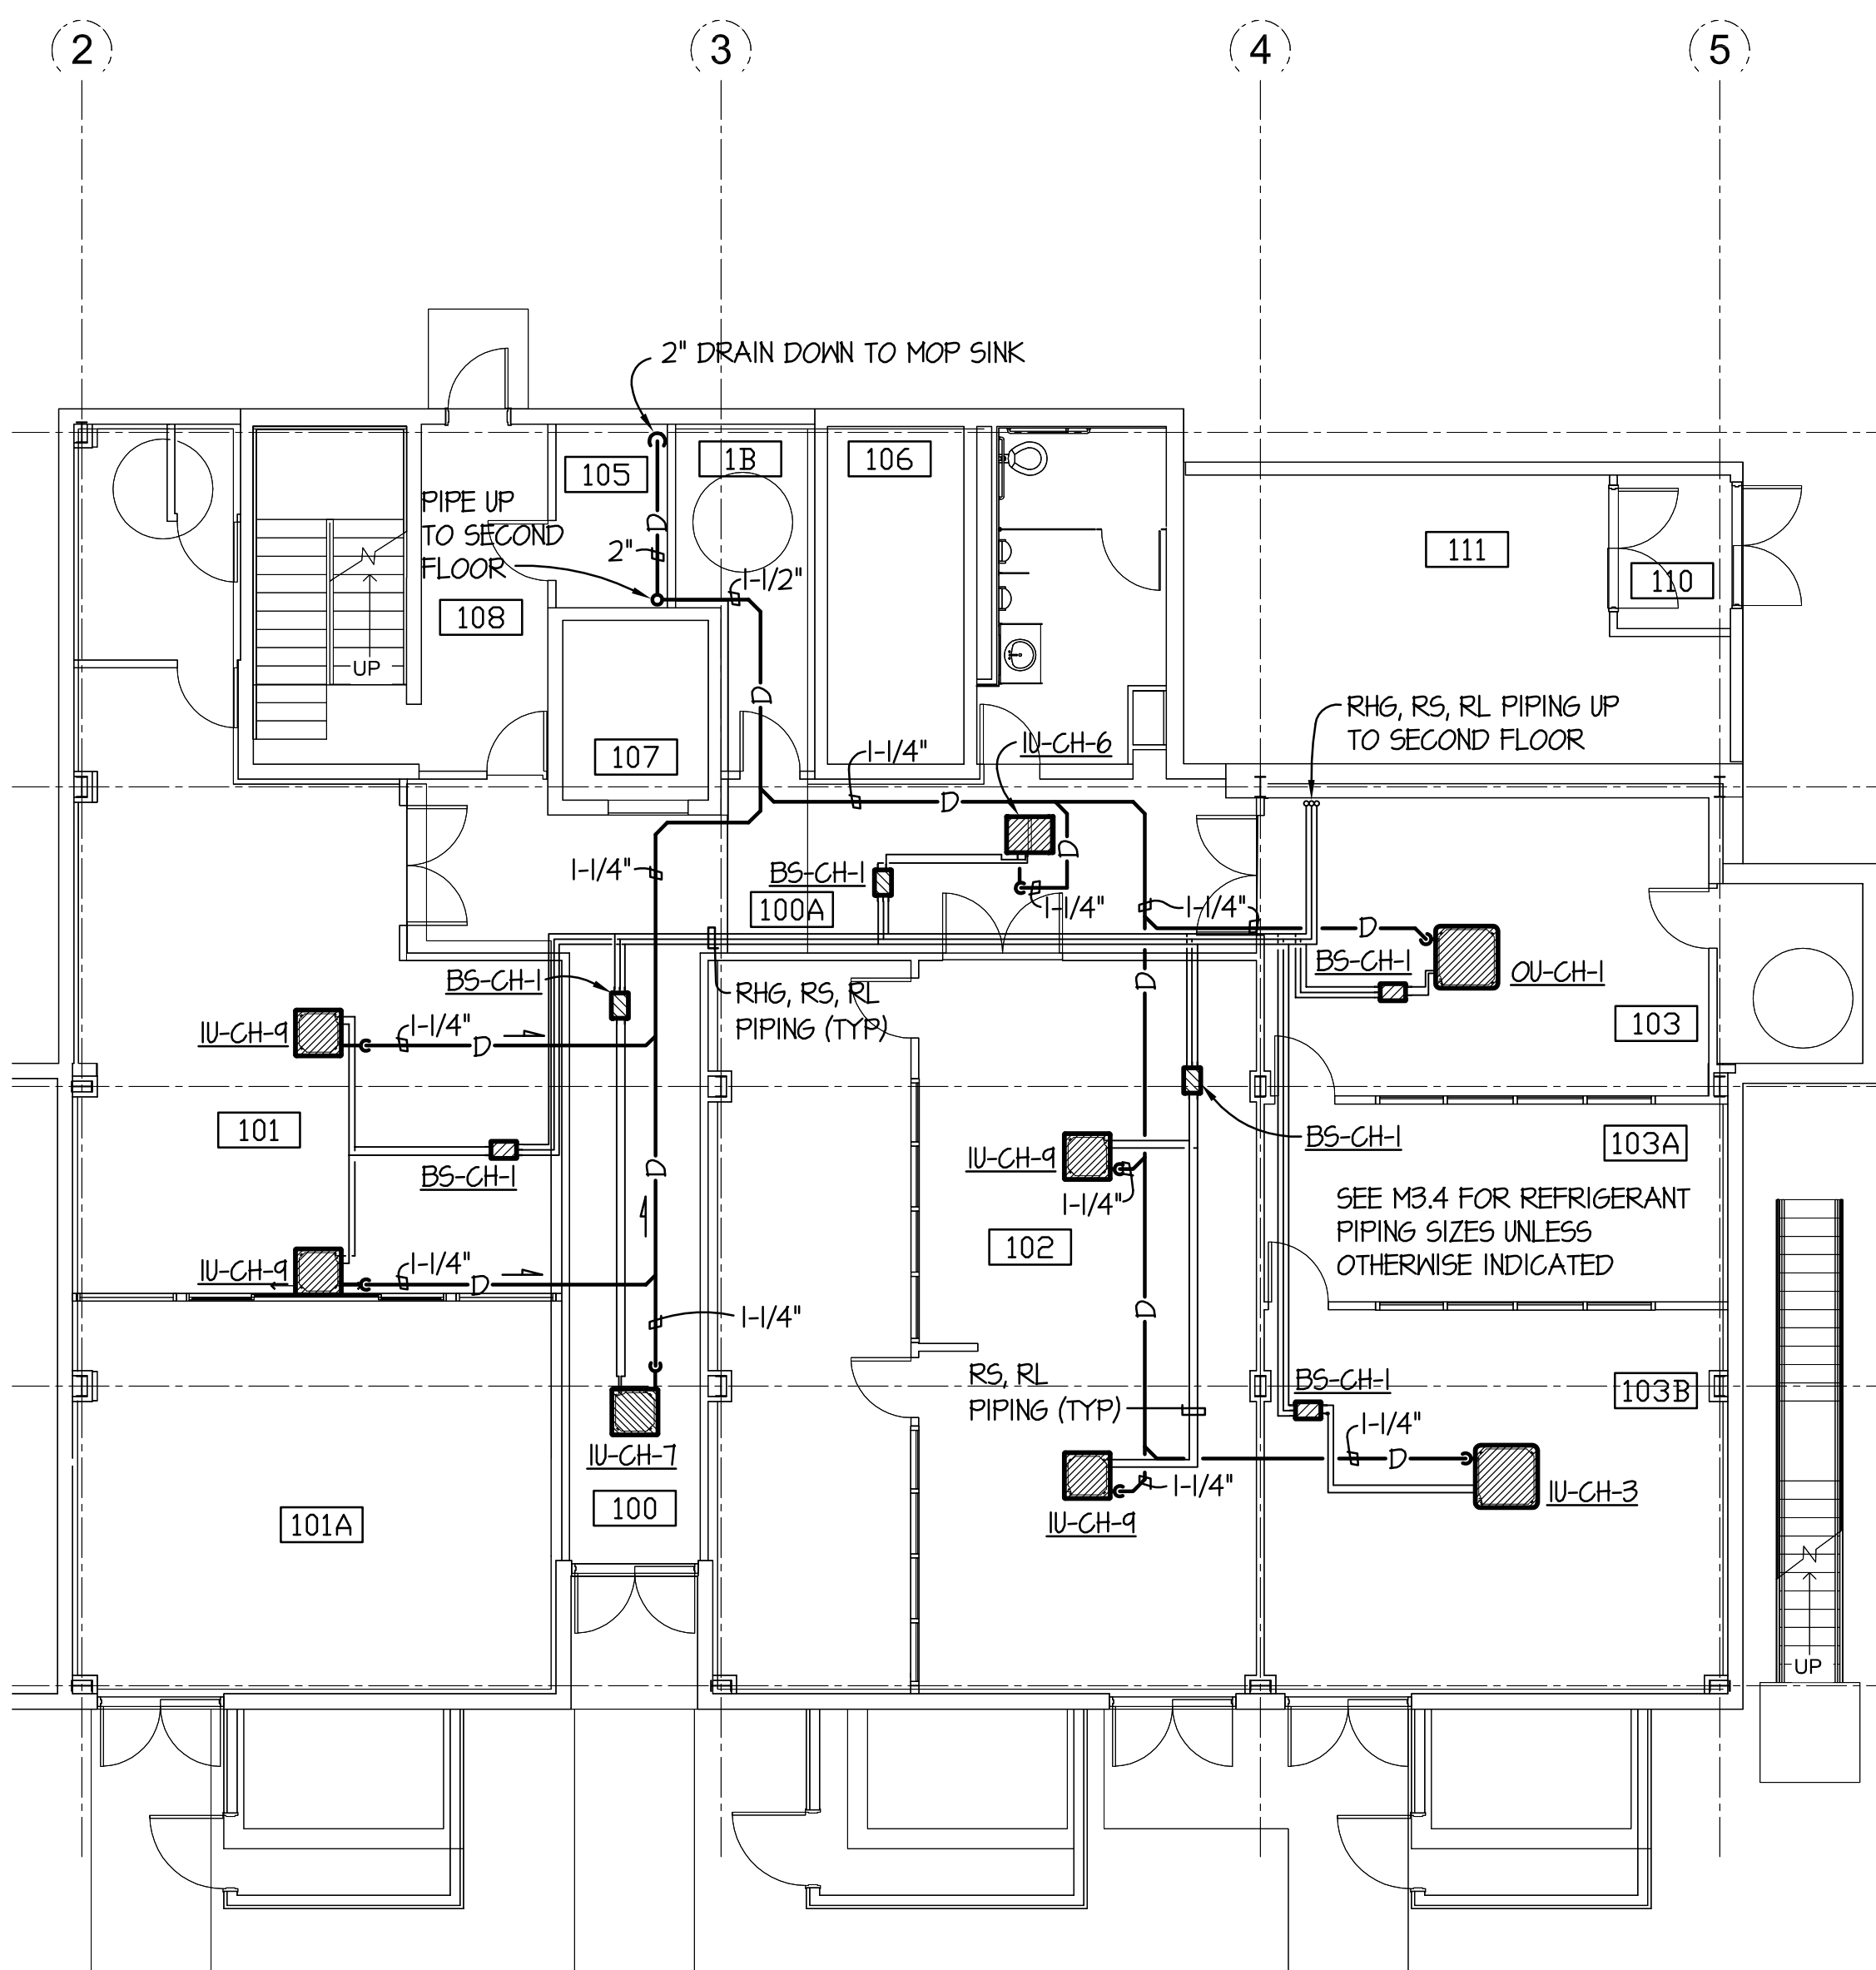 2
3
4
5
2" DRAIN DOWN TO MOP SINK
105
1B
106
PIPE UP
TO SECOND
FLOOR
D
2"
1-1/2"
111
110
108
UP
D
107
1-1/4"
IU-CH-6
RHG, RS, RL PIPING UP
TO SECOND FLOOR
D
D
1-1/4"
BS-CH-1
100A
1-1/4"
1-1/4"
D
BS-CH-1
OU-CH-1
BS-CH-1
D
RHG, RS, RL
PIPING (TYP)
103
IU-CH-9
1-1/4"
D
101
BS-CH-1
103A
IU-CH-9
BS-CH-1
D
1-1/4"
SEE M3.4 FOR REFRIGERANT
PIPING SIZES UNLESS
OTHERWISE INDICATED
102
IU-CH-9
1-1/4"
D
1-1/4"
D
RS, RL
PIPING (TYP)
BS-CH-1
103B
1-1/4"
D
IU-CH-7
1-1/4"
IU-CH-3
100
IU-CH-9
101A
UP